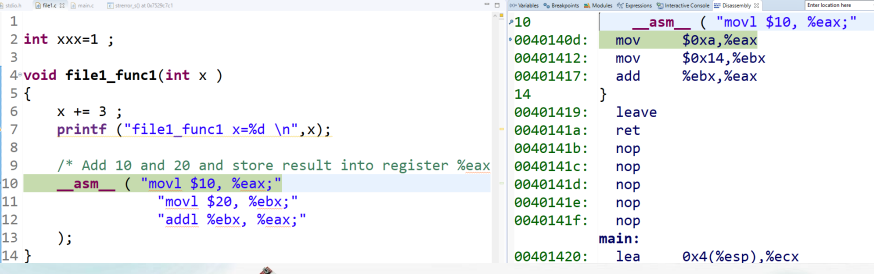 stdio.h file1.c main.c strerror_s() at 0x7529c7c1
1
2 int xxx=1 ;
3
4 void file1_func1(int x )
5 {
6 x += 3 ;
7 printf ("file1_func1 x=%d \n",x);
8
9 /* Add 10 and 20 and store result into register %eax
10 __asm__ ( "movl $10, %eax;"
11 "movl $20, %ebx;"
12 "addl %ebx, %eax;"
13 );
14 }
Variables Breakpoints Modules Expressions Interactive Console Disassembly Enter location here
10 __asm__ ( "movl $10, %eax;"
0040140d: mov $0xa,%eax
00401412: mov $0x14,%ebx
00401417: add %ebx,%eax
14 }
00401419: leave
0040141a: ret
0040141b: nop
0040141c: nop
0040141d: nop
0040141e: nop
0040141f: nop
main:
00401420: lea 0x4(%esp),%ecx